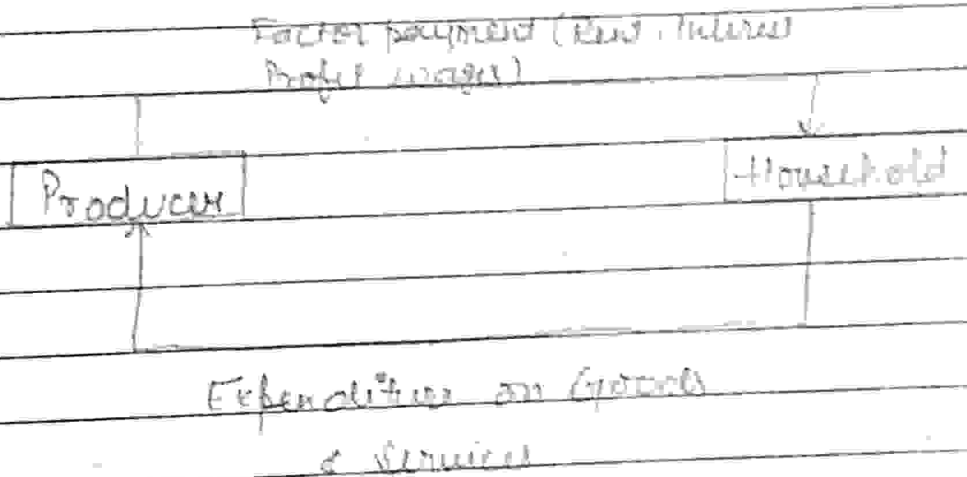 Factor payment (Rent, Interest
Profit wages)
Producer
Household
Expenditure on Goods
& Services